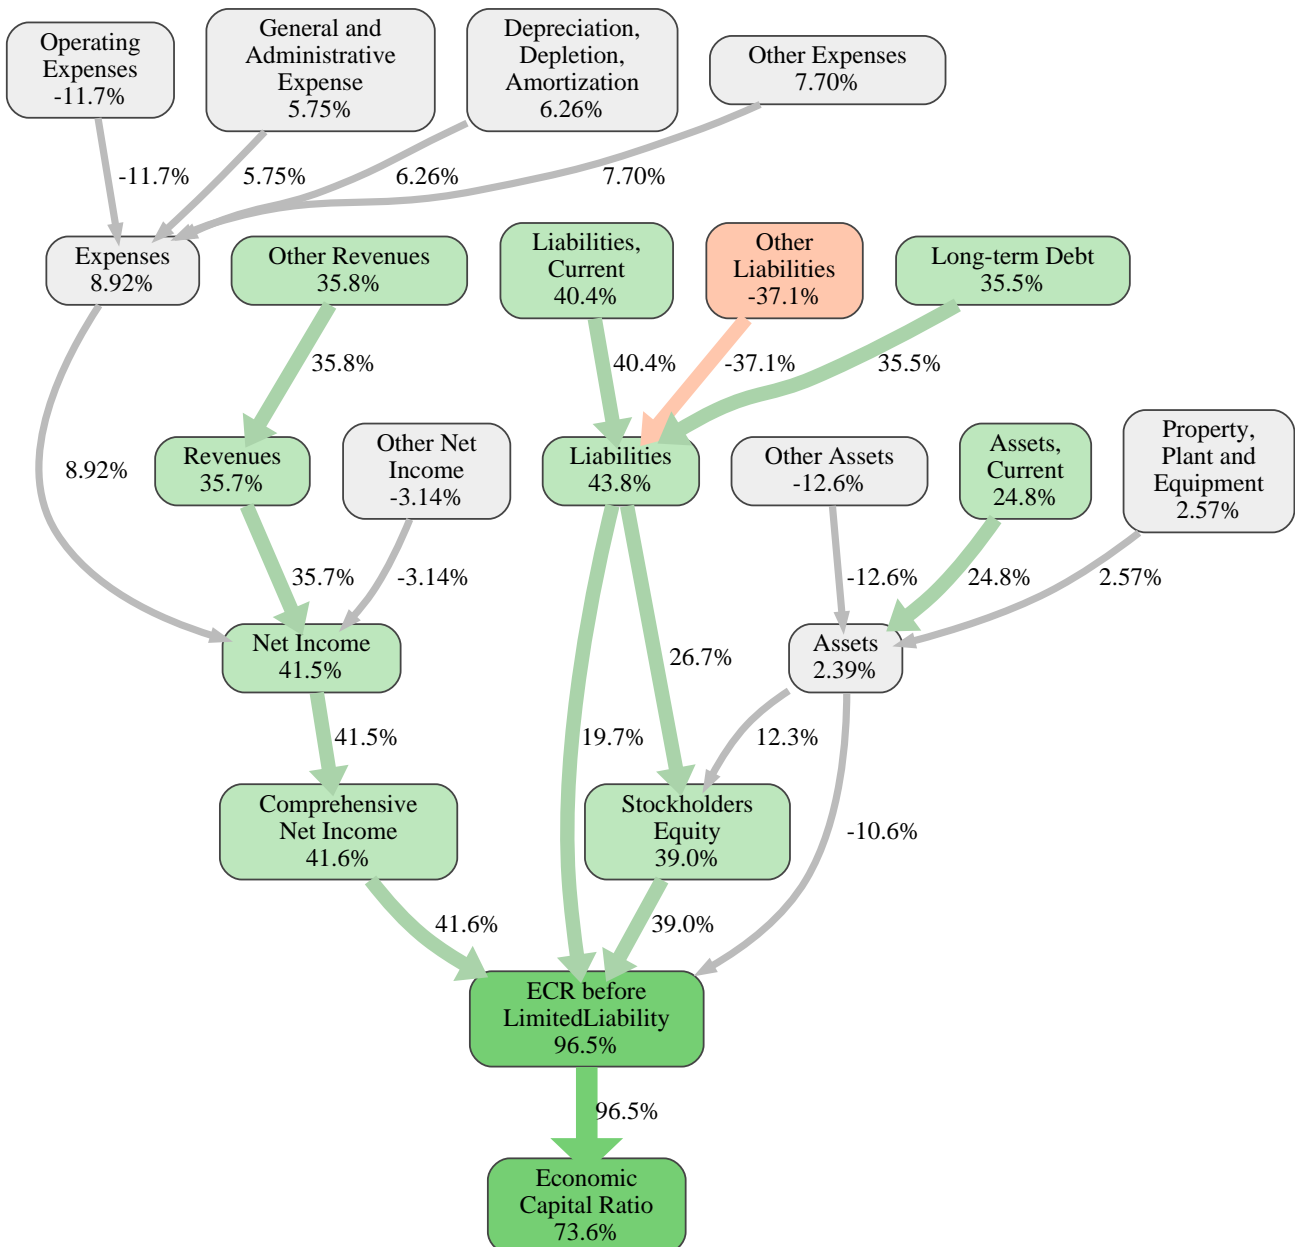 Operating
Expenses
-11.7%
General and
Administrative
Expense
5.75%
Depreciation,
Depletion,
Amortization
6.26%
Other Expenses
7.70%
-11.7%
5.75%
6.26%
7.70%
Expenses
8.92%
Other Revenues
35.8%
Liabilities,
Current
40.4%
Other
Liabilities
-37.1%
Long-term Debt
35.5%
35.8%
40.4%
-37.1%
35.5%
8.92%
Revenues
35.7%
Other Net
Income
-3.14%
Liabilities
43.8%
Other Assets
-12.6%
Assets,
Current
24.8%
Property,
Plant and
Equipment
2.57%
35.7%
-3.14%
-12.6%
24.8%
2.57%
Net Income
41.5%
26.7%
Assets
2.39%
41.5%
19.7%
12.3%
Comprehensive
Net Income
41.6%
Stockholders
Equity
39.0%
-10.6%
41.6%
39.0%
ECR before
LimitedLiability
96.5%
96.5%
Economic
Capital Ratio
73.6%